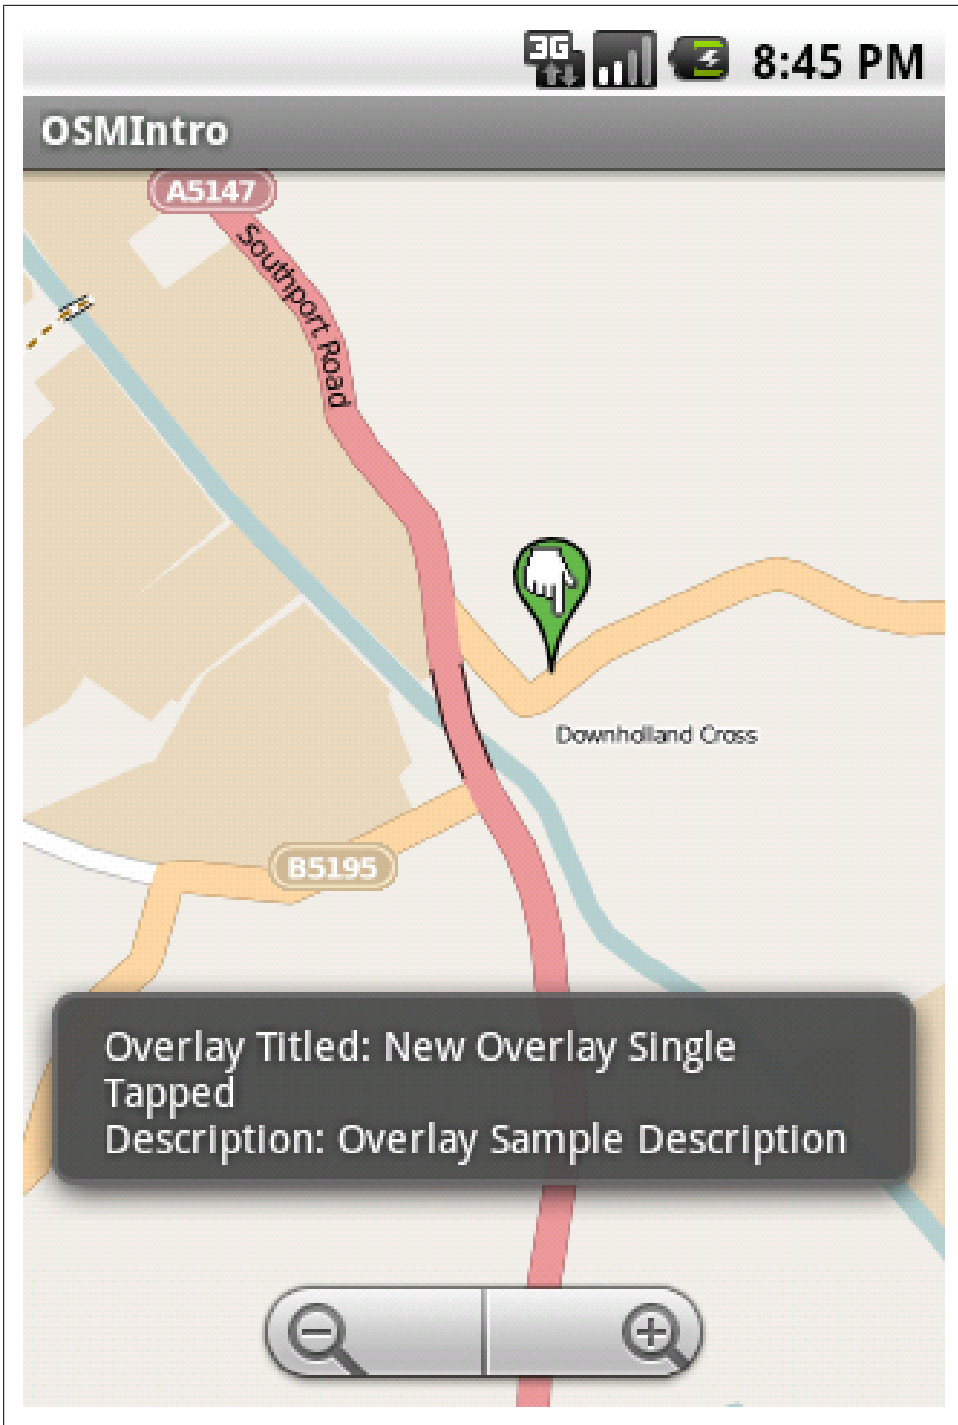 3G 8:45 PM
OSMIntro
A5147
Southport Road
Downholland Cross
B5195
Overlay Titled: New Overlay Single
Tapped
Description: Overlay Sample Description